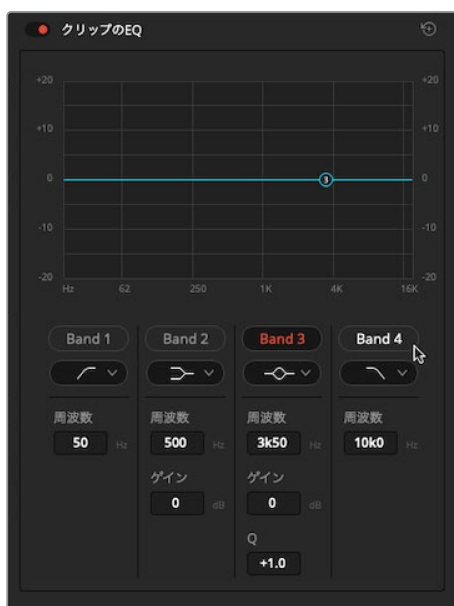 クリップのEQ
+20 +20
+10 +10
0 3 0
-10 -10
-20 -20
Hz 62 250 1K 4K 16K
Band 1 Band 2 Band 3 Band 4
周波数 周波数 周波数 周波数
50 Hz 500 Hz 3k50 Hz 10k0 Hz
ゲイン ゲイン
0 dB 0 dB
Q
+1.0